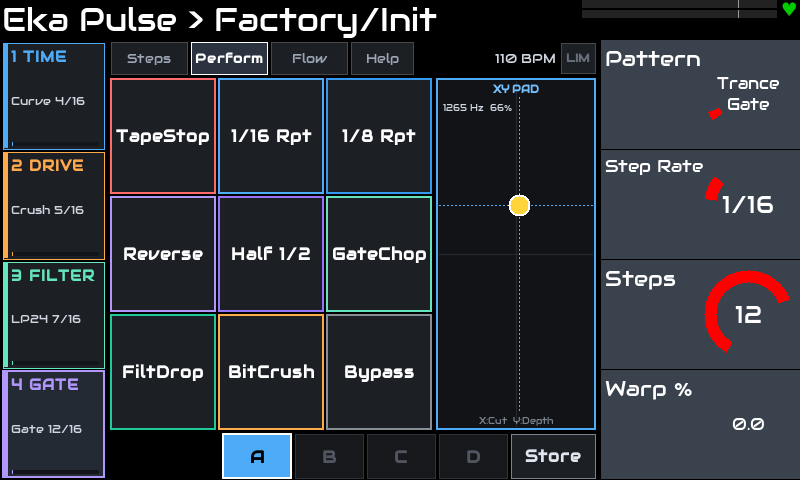 Eka Pulse > Factory/Init
1 TIME
Curve 4/16
2 DRIVE
Crush 5/16
3 FILTER
LP24 7/16
4 GATE
Gate 12/16
Steps
Perform
Flow
Help
110 BPM
LIM
TapeStop
1/16 Rpt
1/8 Rpt
Reverse
Half 1/2
GateChop
FiltDrop
BitCrush
Bypass
XY PAD
1265 Hz 66%
X:Cut Y:Depth
A
B
C
D
Store
Pattern
Trance
Gate
Step Rate
1/16
Steps
12
Warp %
0.0